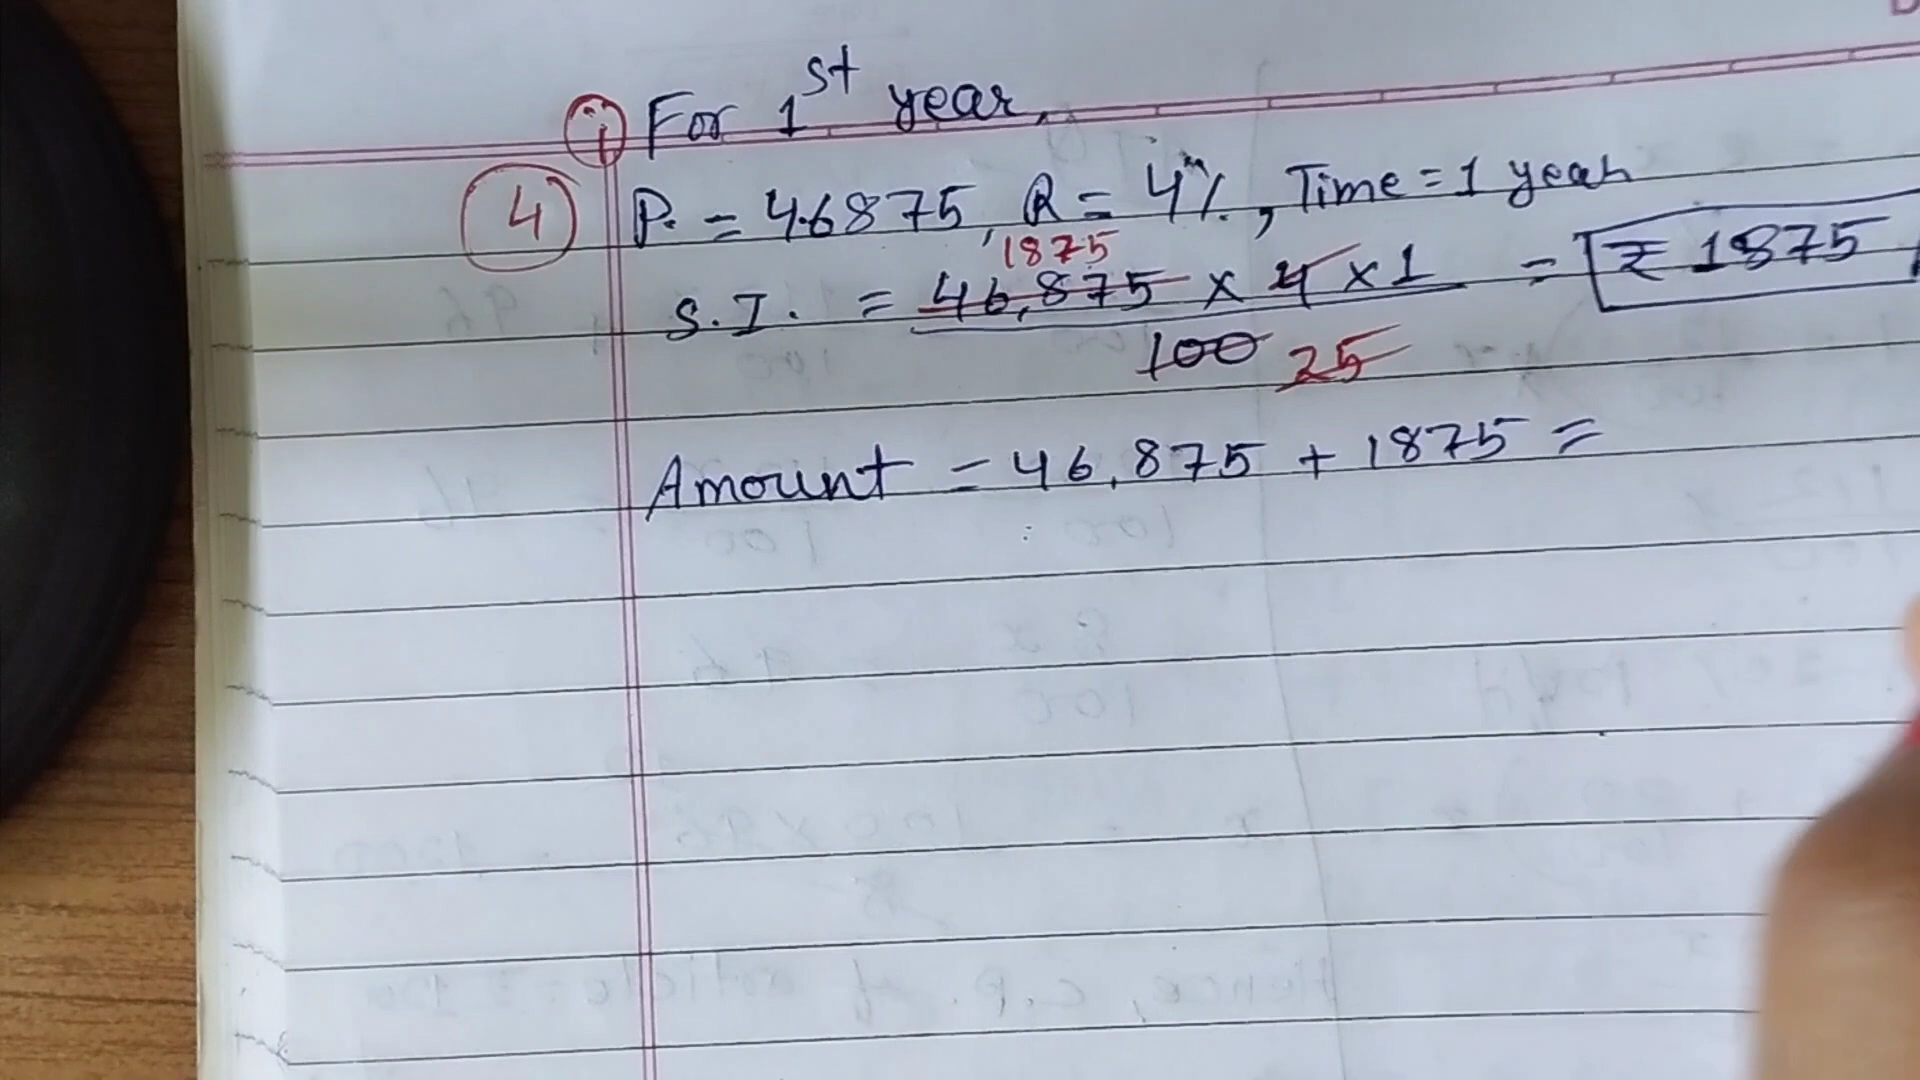 i For 1st year,
4 P. = 46875, R = 4%, Time = 1 year
1875
S.I. = 46,875 x 4 x 1 = ₹ 1875
100 25
Amount = 46,875 + 1875 =